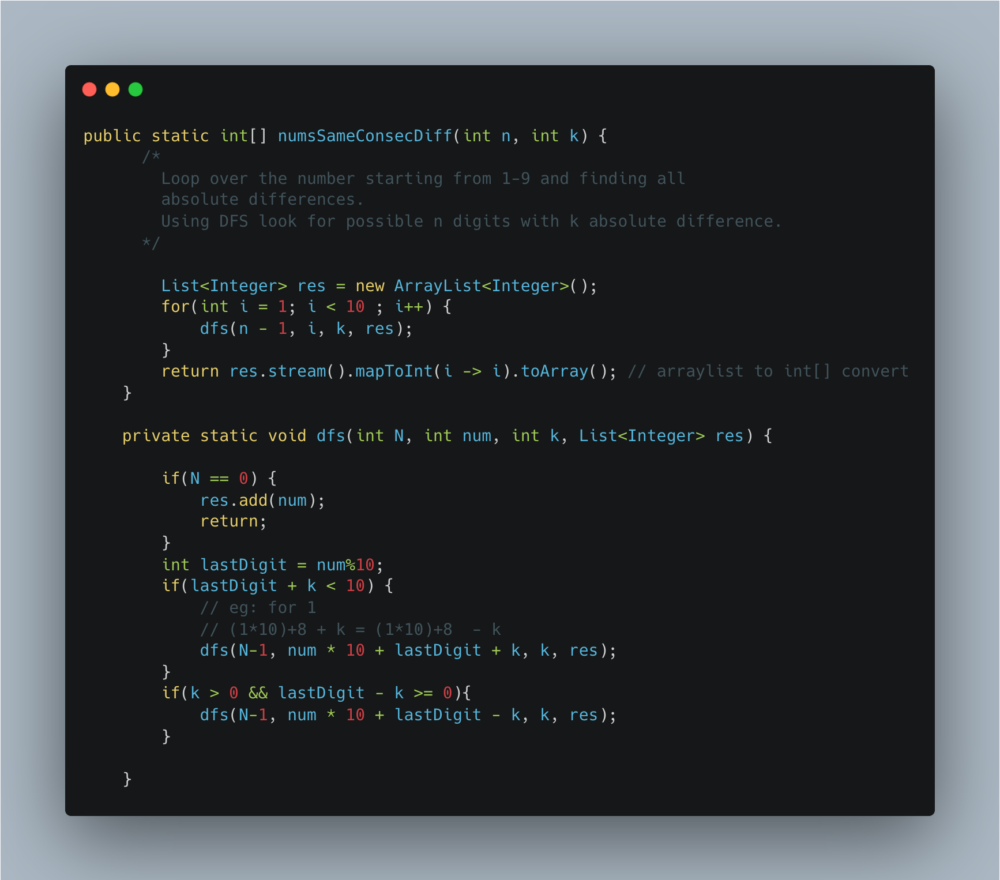 public static int[] numsSameConsecDiff(int n, int k) {
/*
Loop over the number starting from 1-9 and finding all
absolute differences.
Using DFS look for possible n digits with k absolute difference.
*/
List<Integer> res = new ArrayList<Integer>();
for(int i = 1; i < 10 ; i++) {
dfs(n - 1, i, k, res);
}
return res.stream().mapToInt(i -> i).toArray(); // arraylist to int[] convert
}
private static void dfs(int N, int num, int k, List<Integer> res) {
if(N == 0) {
res.add(num);
return;
}
int lastDigit = num%10;
if(lastDigit + k < 10) {
// eg: for 1
// (1*10)+8 + k = (1*10)+8  - k
dfs(N-1, num * 10 + lastDigit + k, k, res);
}
if(k > 0 && lastDigit - k >= 0){
dfs(N-1, num * 10 + lastDigit - k, k, res);
}
}